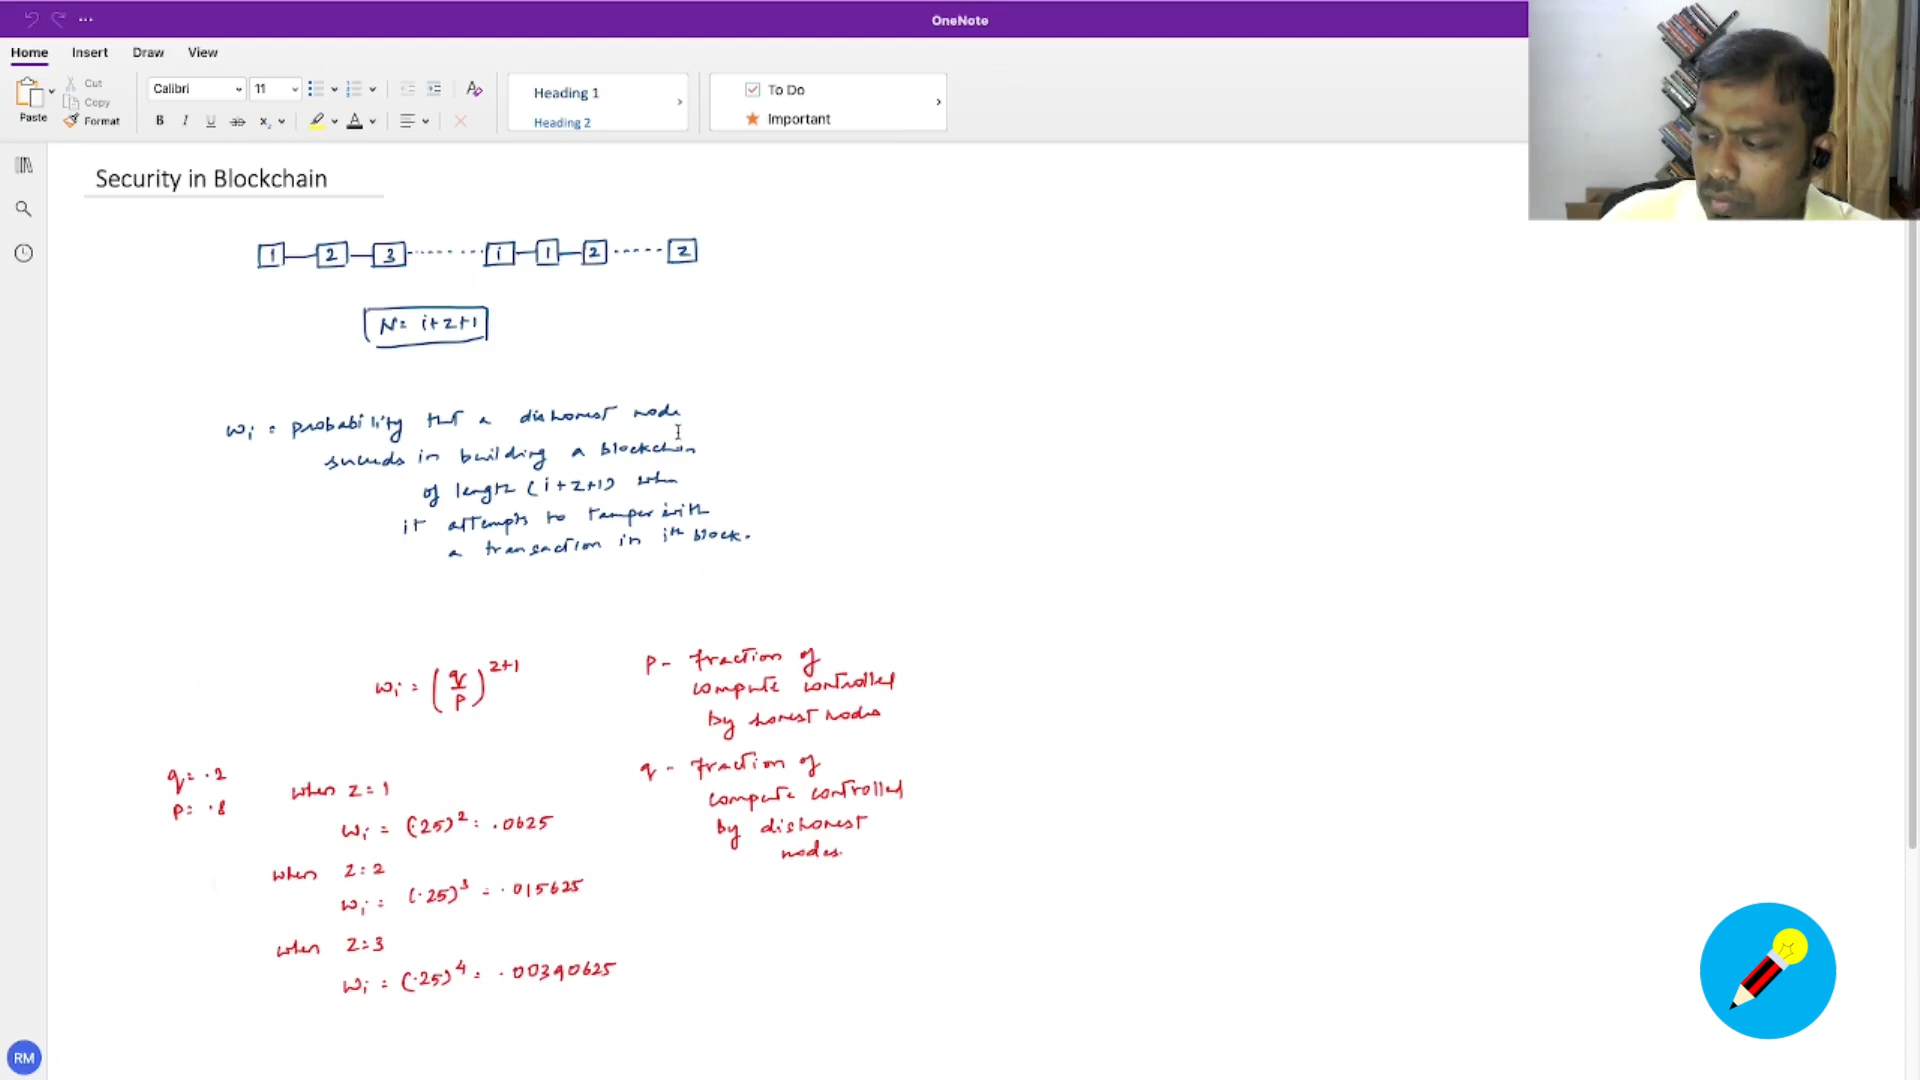 OneNote
Home Insert Draw View
Paste
Cut
Copy
Format
Calibri 11
B I U ab x A
Heading 1
Heading 2
To Do
Important
Security in Blockchain
1 2 3 i 1 2 z
N= i+z+1
wi = probability that a dishonest node
succeeds in building a blockchain
of length (i+z+1) when
it attempts to tamper with
a transaction in ith block.
wi = (q/p)^z+1
p- fraction of
compute controlled
by honest nodes
q - fraction of
compute controlled
by dishonest
nodes.
q= .2
p= .8
when z=1
wi = (.25)^2 = .0625
when z=2
wi = (.25)^3 = .015625
when z=3
wi = (.25)^4 = .00390625
RM